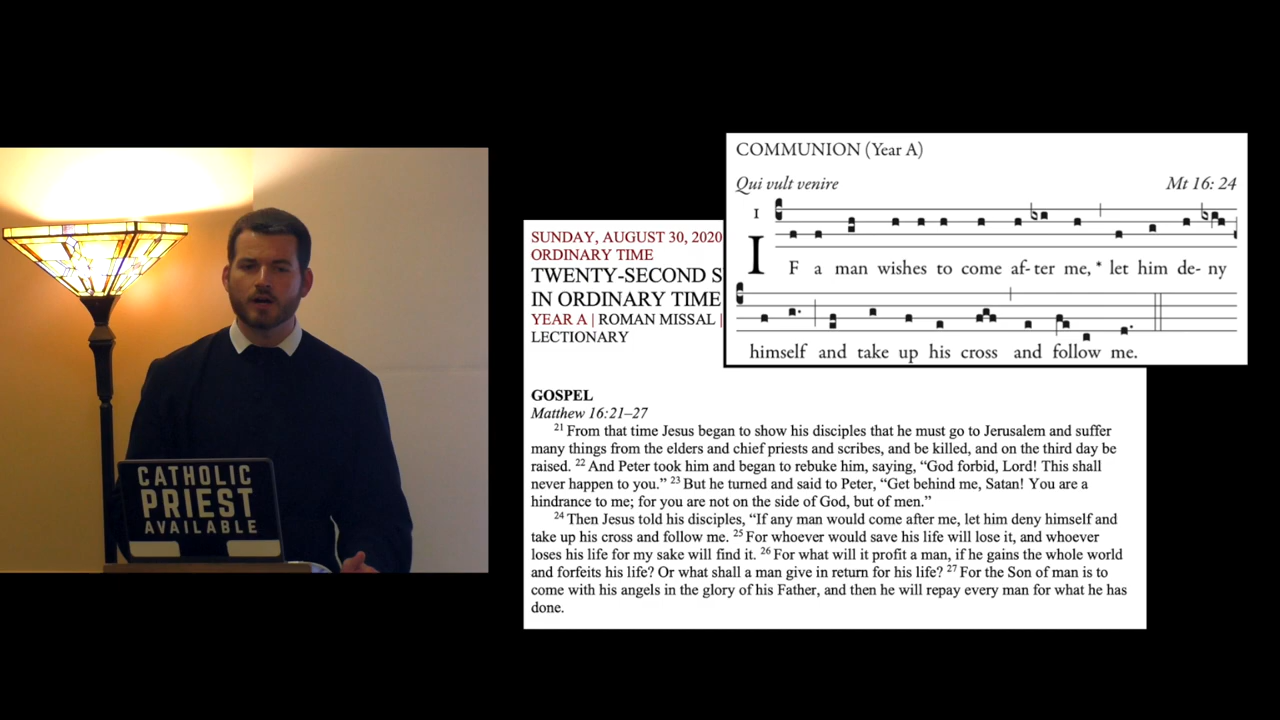 CATHOLIC
PRIEST
AVAILABLE
COMMUNION (Year A)
Qui vult venire Mt 16: 24
I
IF a man wishes to come af- ter me, * let him de- ny
himself and take up his cross and follow me.
SUNDAY, AUGUST 30, 2020
ORDINARY TIME
TWENTY-SECOND S
IN ORDINARY TIME
YEAR A | ROMAN MISSAL |
LECTIONARY
GOSPEL
Matthew 16:21–27
21 From that time Jesus began to show his disciples that he must go to Jerusalem and suffer
many things from the elders and chief priests and scribes, and be killed, and on the third day be
raised. 22 And Peter took him and began to rebuke him, saying, “God forbid, Lord! This shall
never happen to you.” 23 But he turned and said to Peter, “Get behind me, Satan! You are a
hindrance to me; for you are not on the side of God, but of men.”
24 Then Jesus told his disciples, “If any man would come after me, let him deny himself and
take up his cross and follow me. 25 For whoever would save his life will lose it, and whoever
loses his life for my sake will find it. 26 For what will it profit a man, if he gains the whole world
and forfeits his life? Or what shall a man give in return for his life? 27 For the Son of man is to
come with his angels in the glory of his Father, and then he will repay every man for what he has
done.